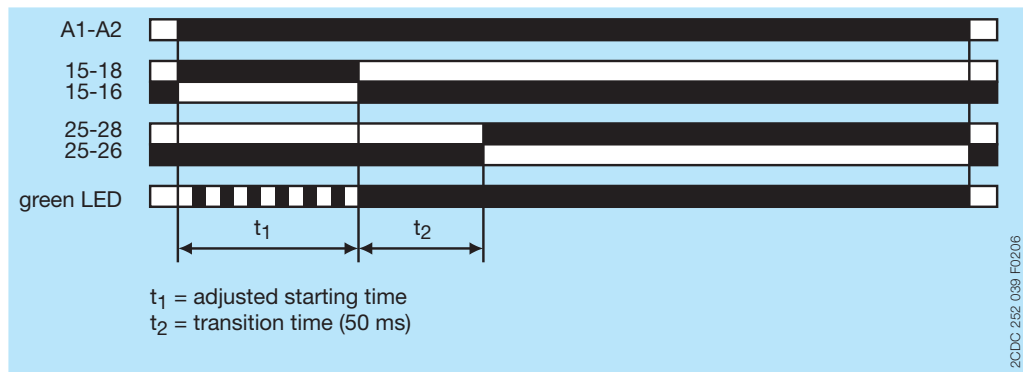 A1-A2
15-18
15-16
25-28
25-26
green LED
t1
t2
t1 = adjusted starting time
t2 = transition time (50 ms)
2CDC 252 039 F0206